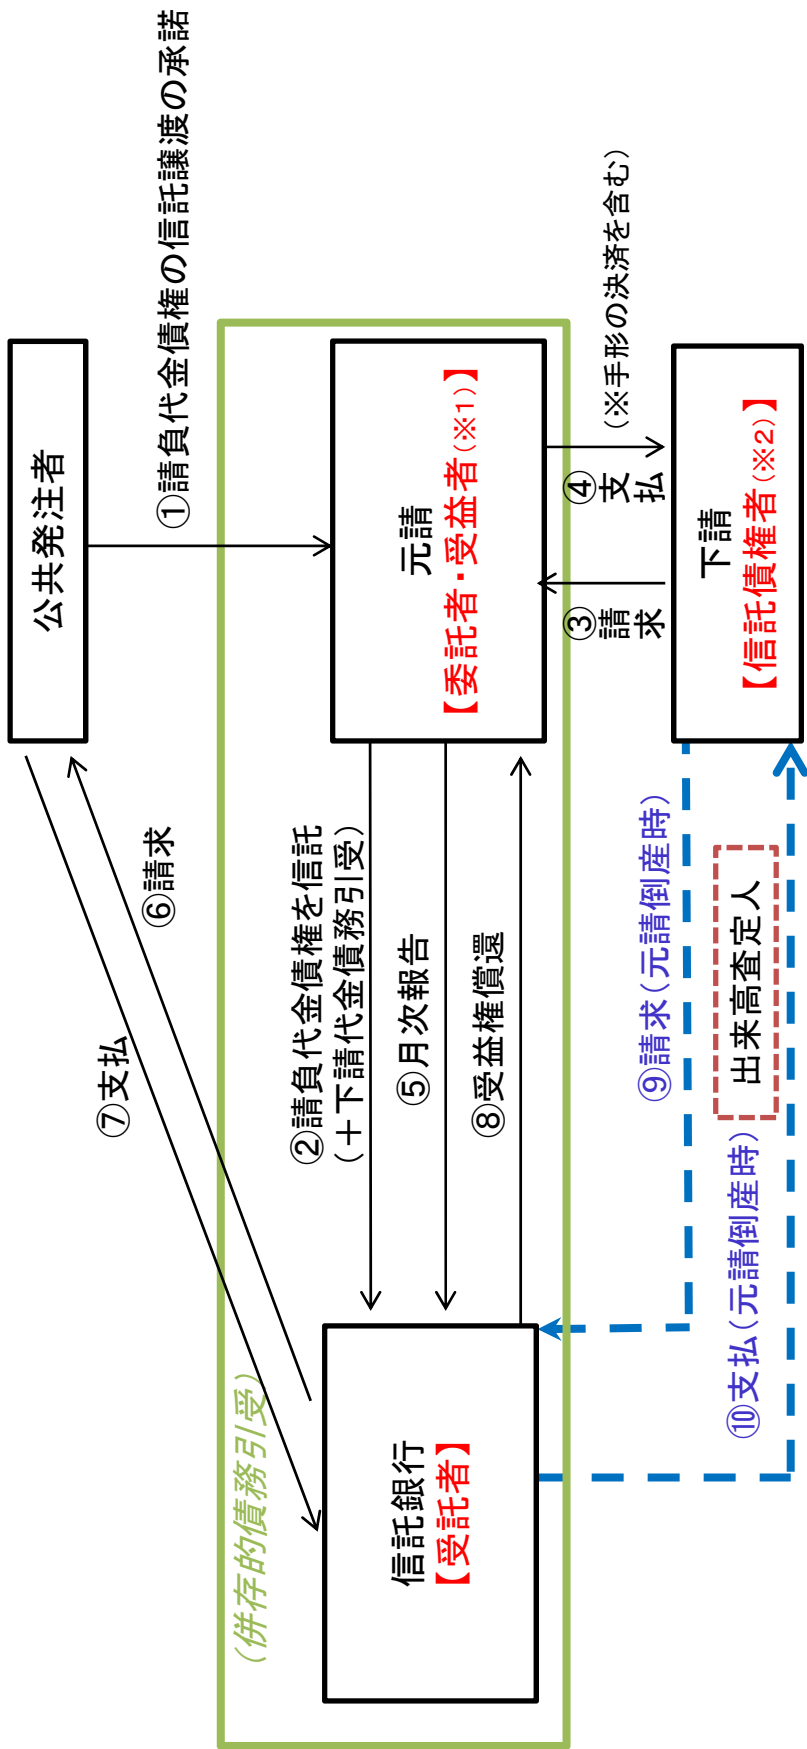 公共発注者
①請負代金債権の信託譲渡の承諾
⑦支払
⑥請求
(併存的債務引受)
②請負代金債権を信託
(＋下請代金債務引受)
⑤月次報告
⑧受益権償還
信託銀行
【受託者】
元請
【委託者・受益者(※1)】
③請求
④支払
(※手形の決済を含む)
下請
【信託債権者(※2)】
⑨請求(元請倒産時)
出来高査定人
⑩支払(元請倒産時)